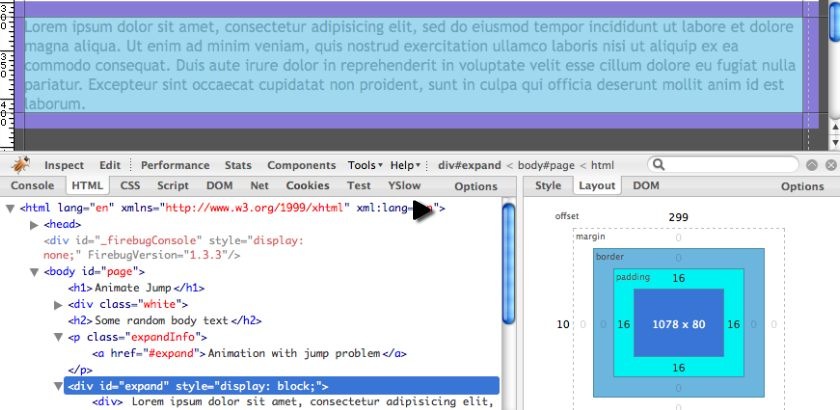 300
Lorem ipsum dolor sit amet, consectetur adipisicing elit, sed do eiusmod tempor incididunt ut labore et dolore
magna aliqua. Ut enim ad minim veniam, quis nostrud exercitation ullamco laboris nisi ut aliquip ex ea
350
commodo consequat. Duis aute irure dolor in reprehenderit in voluptate velit esse cillum dolore eu fugiat nulla
pariatur. Excepteur sint occaecat cupidatat non proident, sunt in culpa qui officia deserunt mollit anim id est
400
laborum.
Inspect Edit Performance Stats Components Tools Help div#expand < body#page < html
Console HTML CSS Script DOM Net Cookies Test YSlow Options
Style Layout DOM Options
<html lang="en" xmlns="http://www.w3.org/1999/xhtml" xml:lang="en">
<head>
<div id="_firebugConsole" style="display:
none;" FirebugVersion="1.3.3"/>
<body id="page">
<h1>Animate Jump</h1>
<div class="white">
<h2>Some random body text</h2>
<p class="expandInfo">
<a href="#expand">Animation with jump problem</a>
</p>
<div id="expand" style="display: block;">
<div> Lorem ipsum dolor sit amet, consectetur adipisicing elit,
offset 299
margin 0
border 0
padding 16
10 0 0 16 1078 x 80 16 0 0
16
0